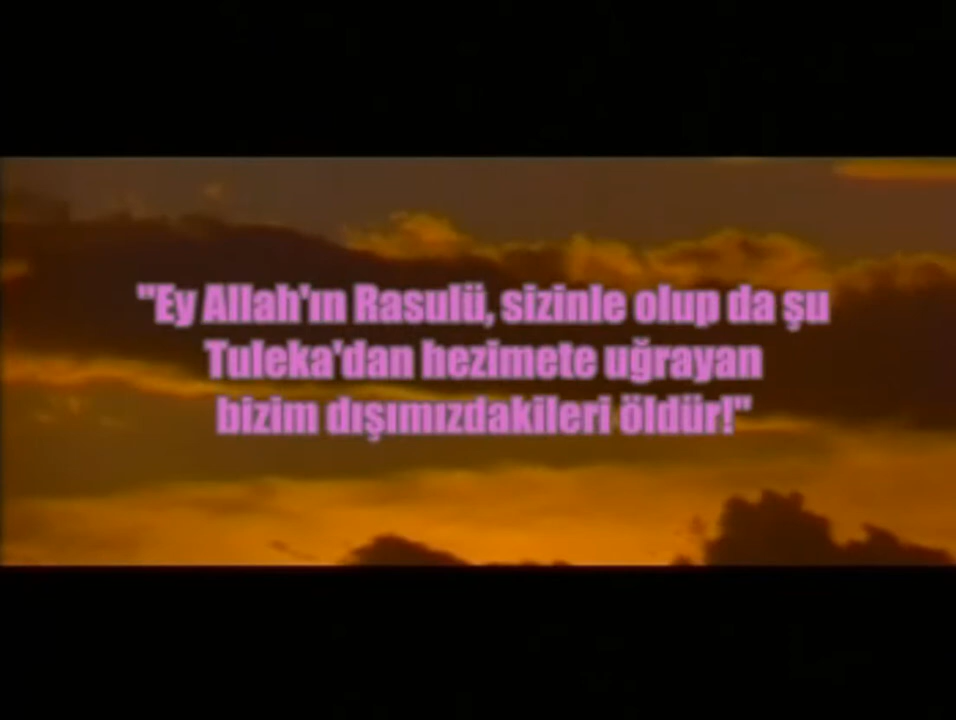 "Ey Allah'ın Rasulü, sizinle olup da şu
Tuleka'dan hezimete uğrayan
bizim dışımızdakileri öldür!"